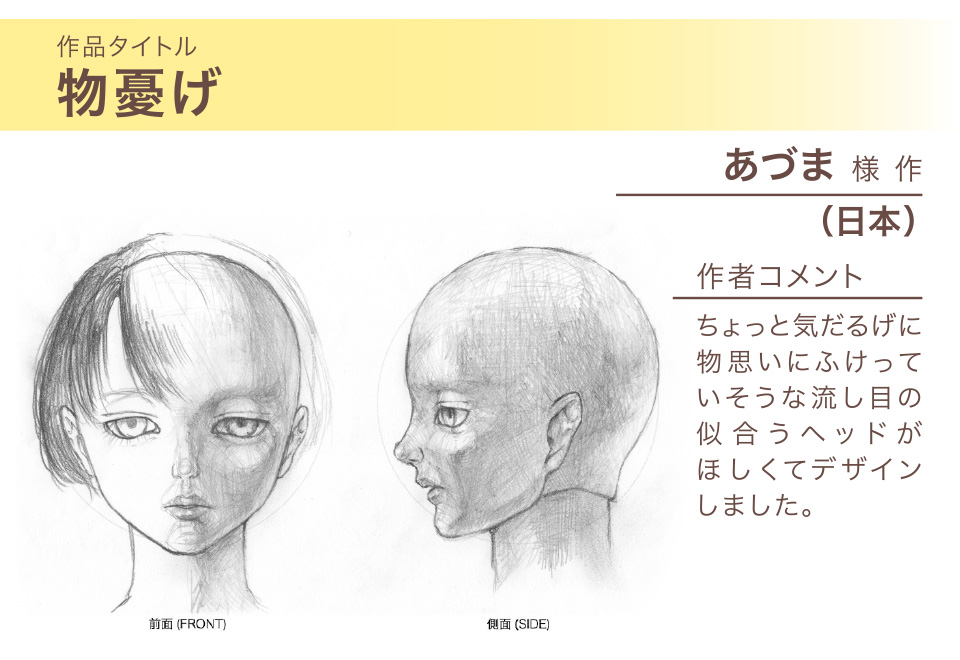 作品タイトル
物憂げ
あづま 様 作
（日本）
作者コメント
ちょっと気だるげに
物思いにふけって
いそうな流し目の
似合うヘッドが
ほしくてデザイン
しました。
前面 (FRONT)
側面 (SIDE)